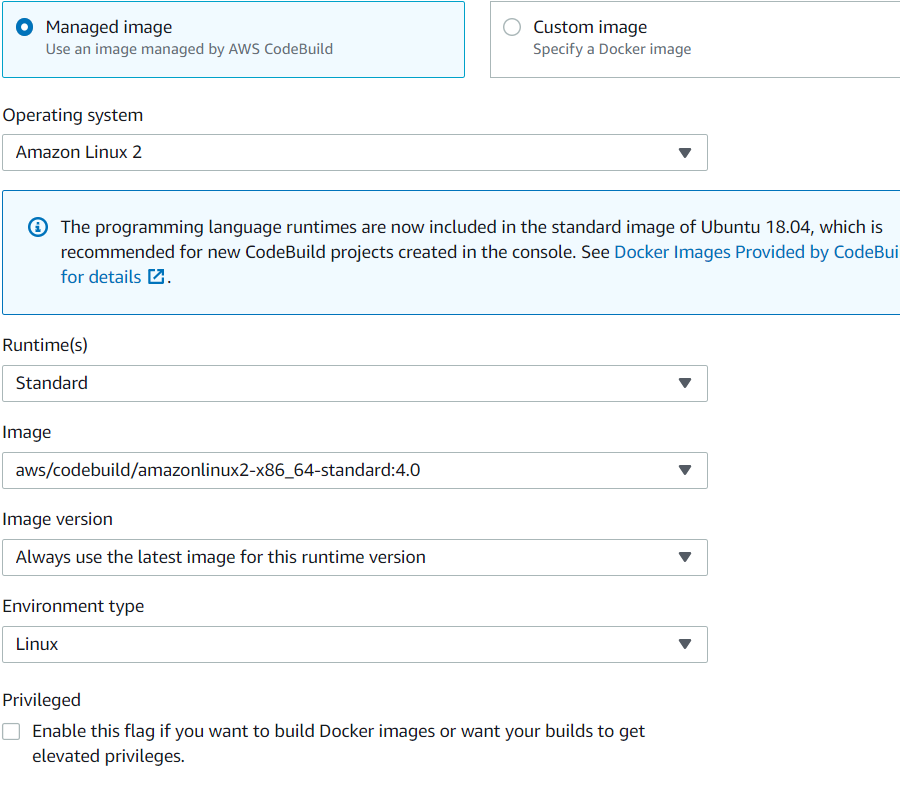 Managed image
Use an image managed by AWS CodeBuild
Custom image
Specify a Docker image
Operating system
Amazon Linux 2
The programming language runtimes are now included in the standard image of Ubuntu 18.04, which is
recommended for new CodeBuild projects created in the console. See Docker Images Provided by CodeBui
for details .
Runtime(s)
Standard
Image
aws/codebuild/amazonlinux2-x86_64-standard:4.0
Image version
Always use the latest image for this runtime version
Environment type
Linux
Privileged
Enable this flag if you want to build Docker images or want your builds to get
elevated privileges.